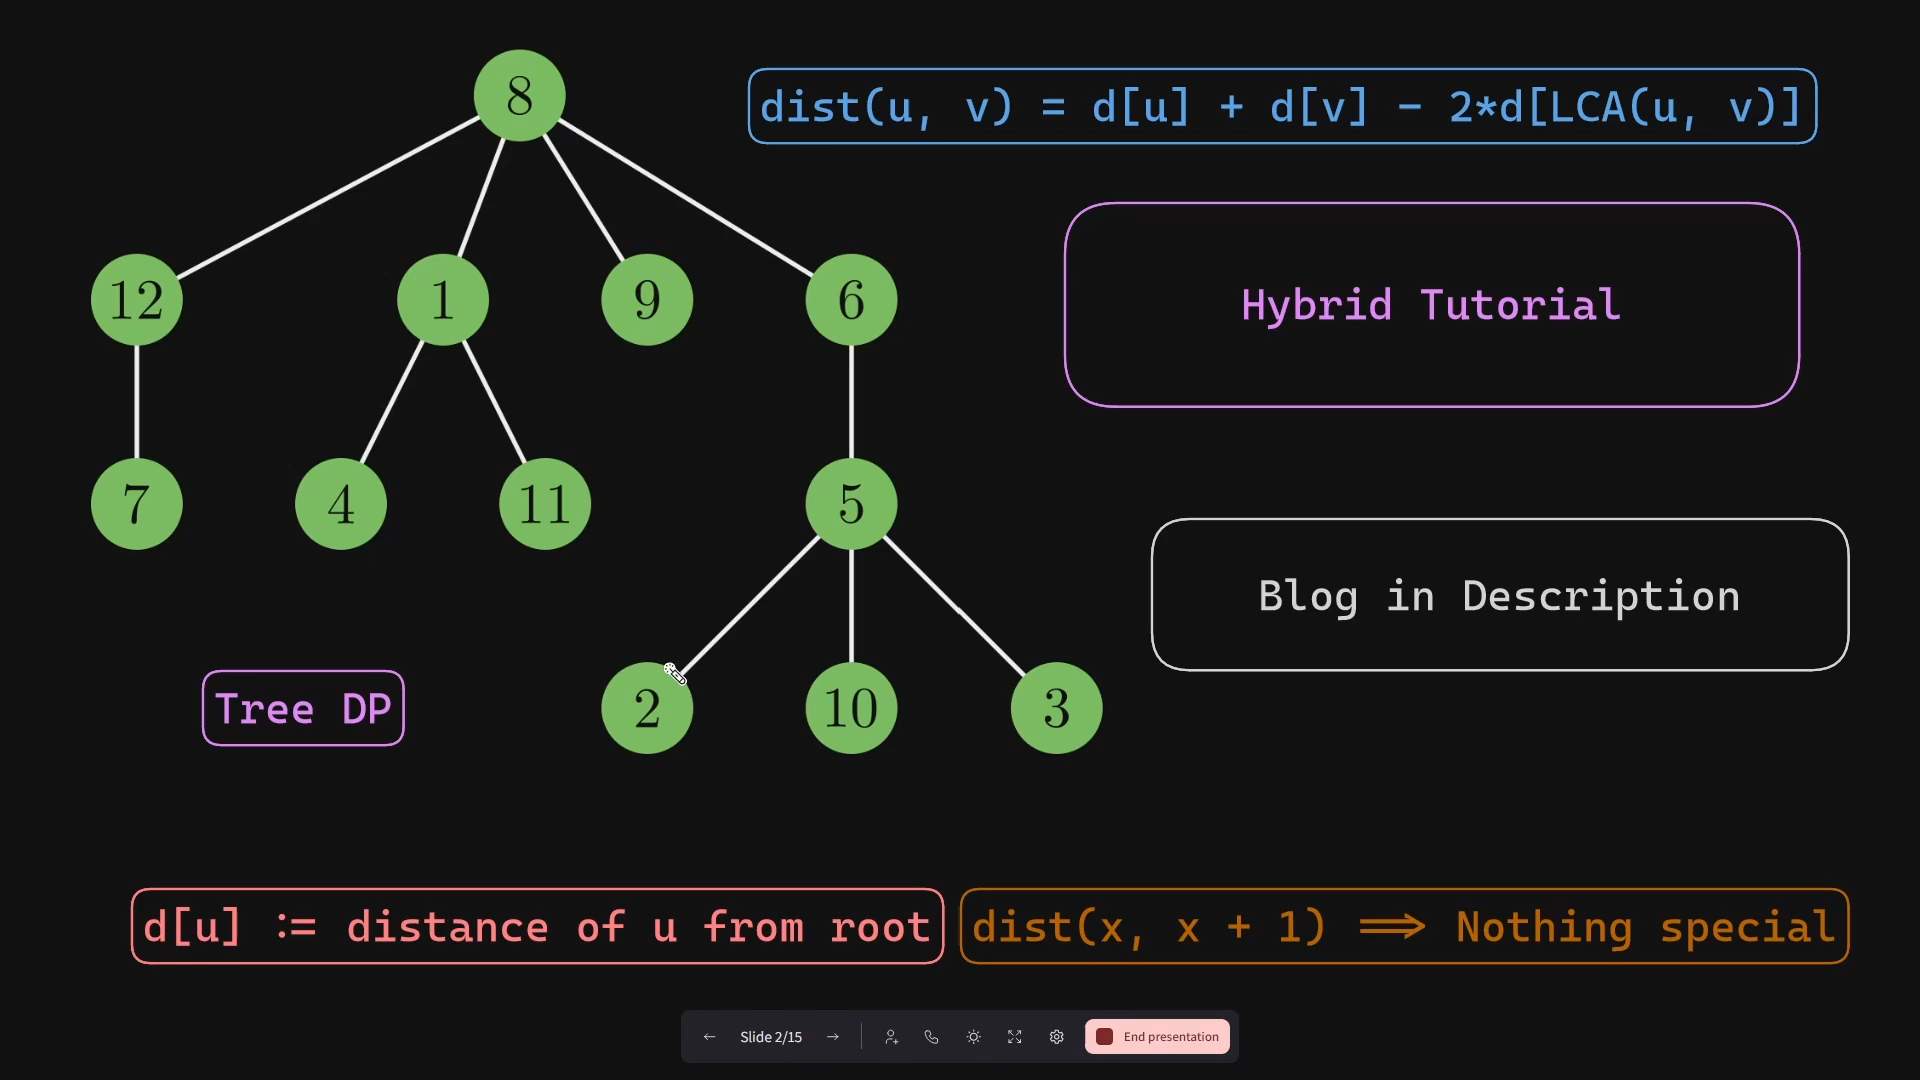 8
dist(u, v) = d[u] + d[v] - 2*d[LCA(u, v)]
12
1
9
6
Hybrid Tutorial
7
4
11
5
Blog in Description
Tree DP
2
10
3
d[u] := distance of u from root
dist(x, x + 1) ⟹ Nothing special
← Slide 2/15 →
End presentation